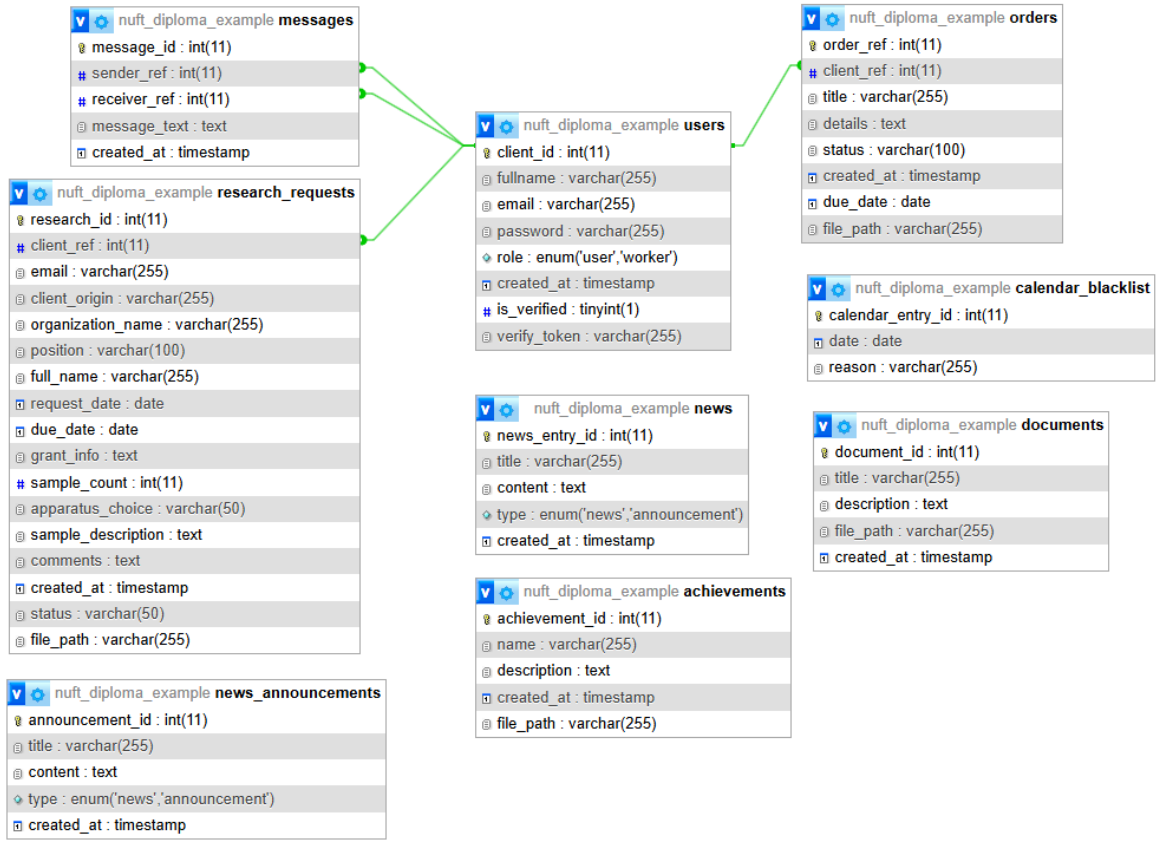 nuft_diploma_example messages
message_id : int(11)
sender_ref : int(11)
receiver_ref : int(11)
message_text : text
created_at : timestamp
nuft_diploma_example research_requests
research_id : int(11)
client_ref : int(11)
email : varchar(255)
client_origin : varchar(255)
organization_name : varchar(255)
position : varchar(100)
full_name : varchar(255)
request_date : date
due_date : date
grant_info : text
sample_count : int(11)
apparatus_choice : varchar(50)
sample_description : text
comments : text
created_at : timestamp
status : varchar(50)
file_path : varchar(255)
nuft_diploma_example news_announcements
announcement_id : int(11)
title : varchar(255)
content : text
type : enum('news','announcement')
created_at : timestamp
nuft_diploma_example users
client_id : int(11)
fullname : varchar(255)
email : varchar(255)
password : varchar(255)
role : enum('user','worker')
created_at : timestamp
is_verified : tinyint(1)
verify_token : varchar(255)
nuft_diploma_example news
news_entry_id : int(11)
title : varchar(255)
content : text
type : enum('news','announcement')
created_at : timestamp
nuft_diploma_example achievements
achievement_id : int(11)
name : varchar(255)
description : text
created_at : timestamp
file_path : varchar(255)
nuft_diploma_example orders
order_ref : int(11)
client_ref : int(11)
title : varchar(255)
details : text
status : varchar(100)
created_at : timestamp
due_date : date
file_path : varchar(255)
nuft_diploma_example calendar_blacklist
calendar_entry_id : int(11)
date : date
reason : varchar(255)
nuft_diploma_example documents
document_id : int(11)
title : varchar(255)
description : text
file_path : varchar(255)
created_at : timestamp